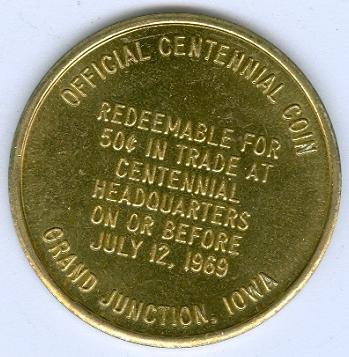 OFFICIAL CENTENNIAL COIN
REDEEMABLE FOR
50¢ IN TRADE AT
CENTENNIAL
HEADQUARTERS
ON OR BEFORE
JULY 12, 1969
GRAND JUNCTION, IOWA